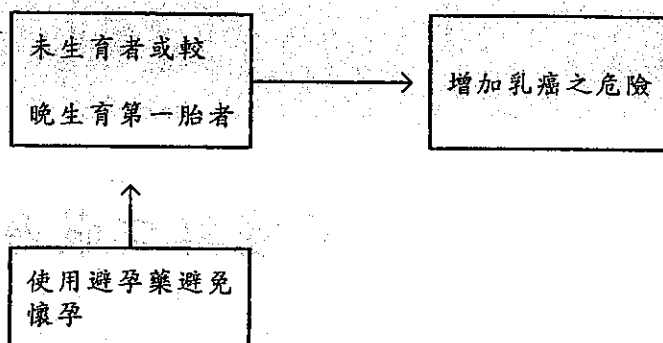 未生育者或較
晚生育第一胎者
增加乳癌之危險
使用避孕藥避免
懷孕